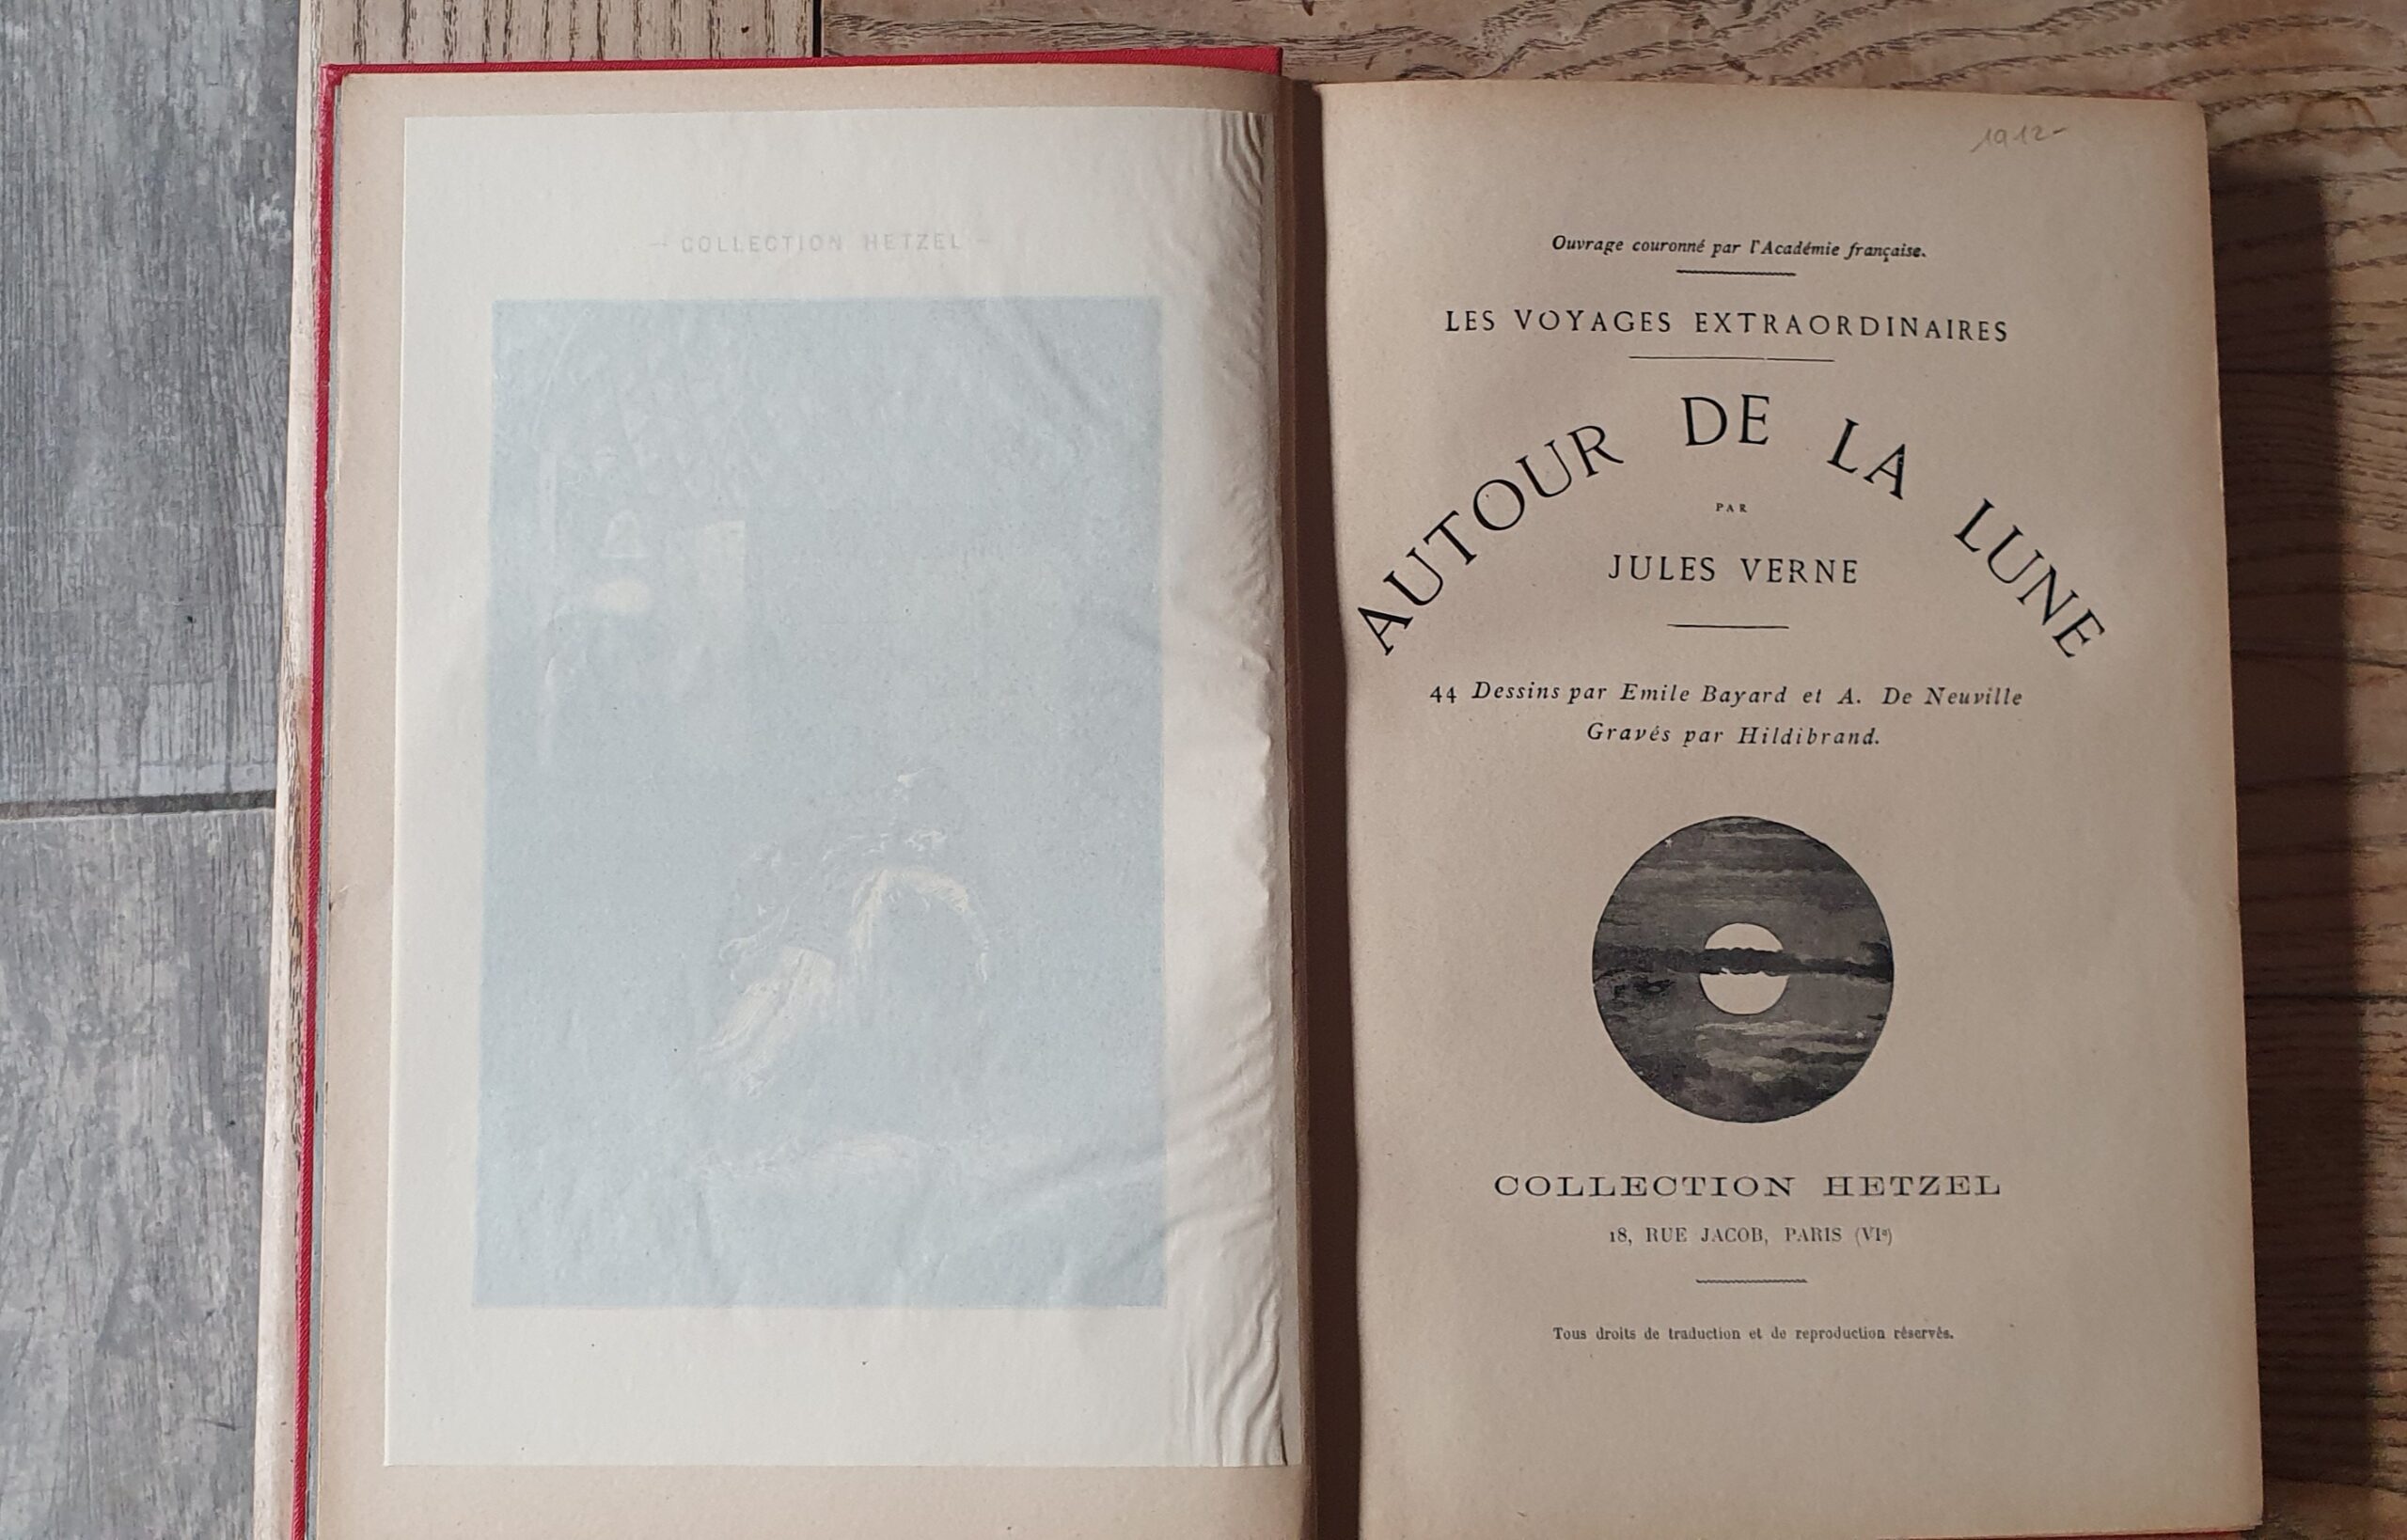 — COLLECTION HETZEL —
1912-
Ouvrage couronné par l'Académie française.
LES VOYAGES EXTRAORDINAIRES
AUTOUR DE LA LUNE
PAR
JULES VERNE
44 Dessins par Emile Bayard et A. De Neuville
Gravés par Hildibrand.
COLLECTION HETZEL
18, RUE JACOB, PARIS (VIe)
Tous droits de traduction et de reproduction réservés.